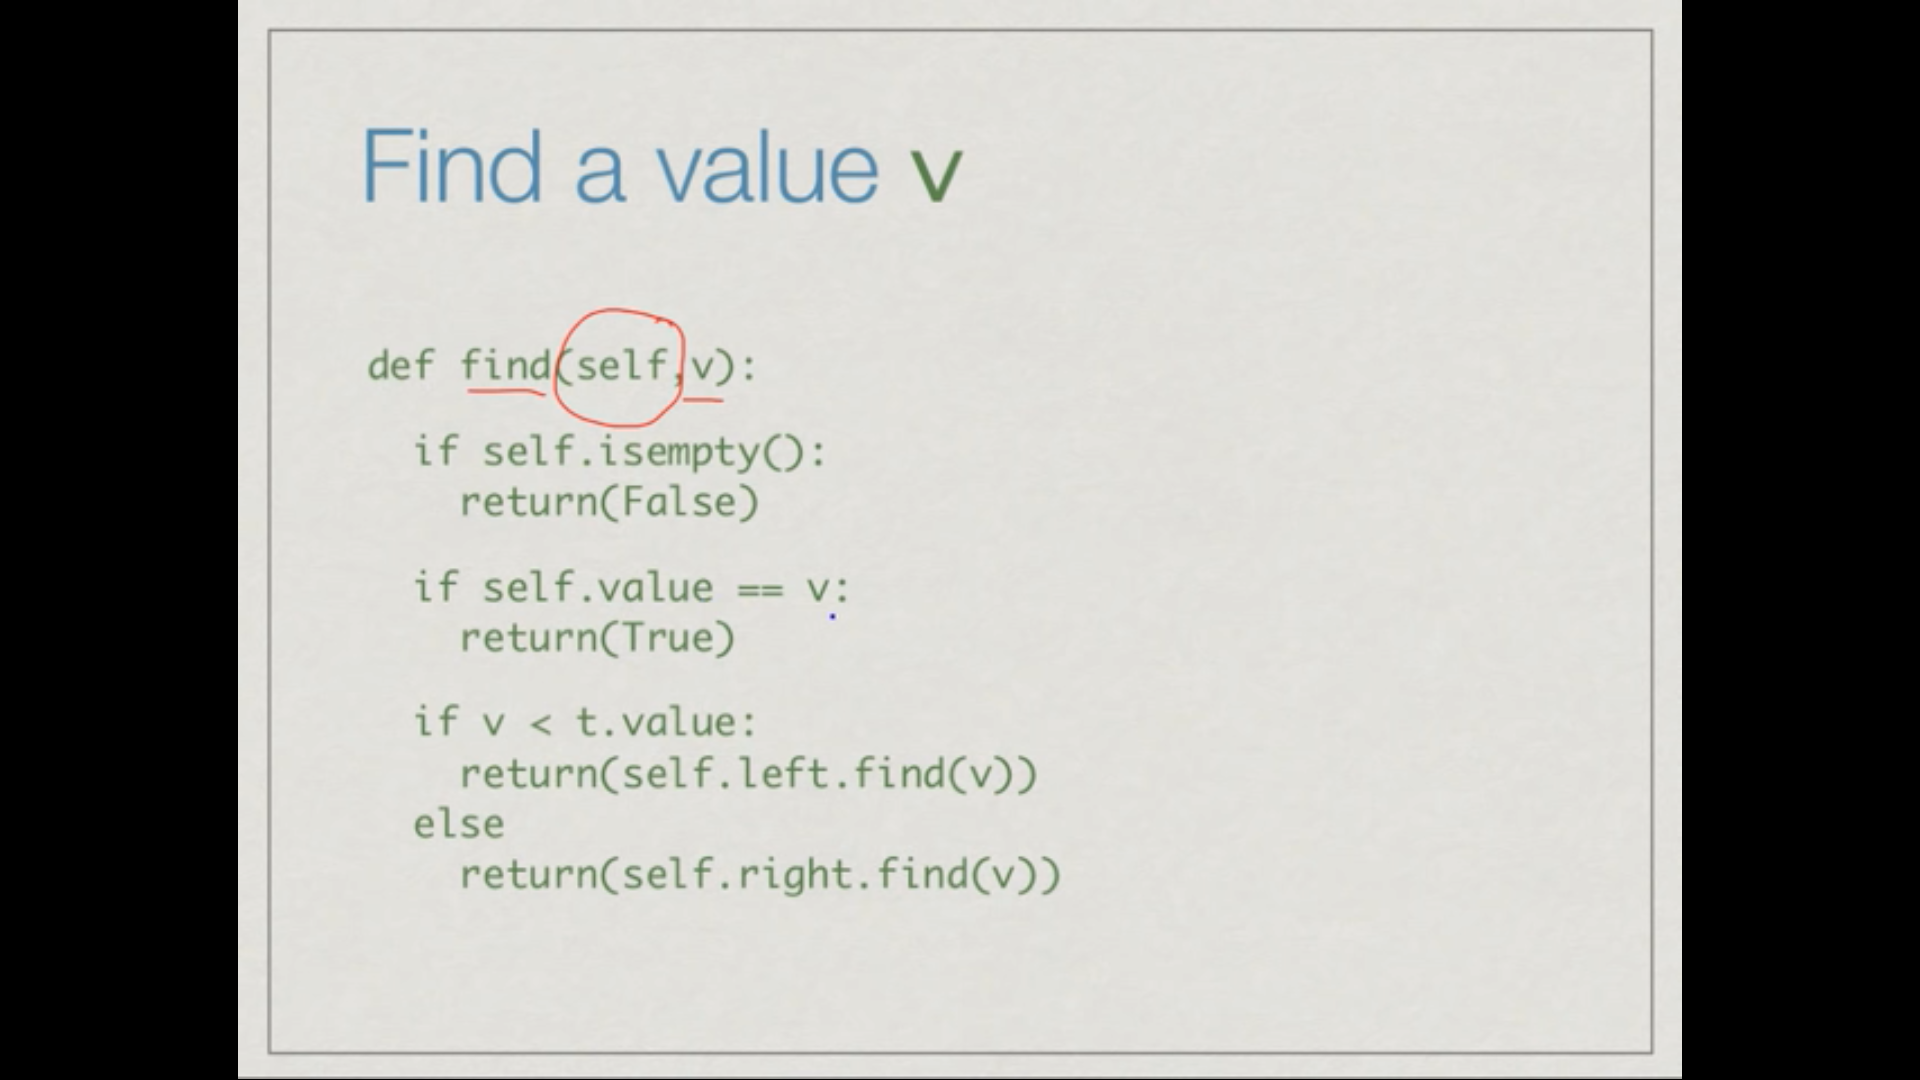 Find a value v
def find(self,v):
if self.isempty():
return(False)
if self.value == v:
return(True)
if v < t.value:
return(self.left.find(v))
else
return(self.right.find(v))